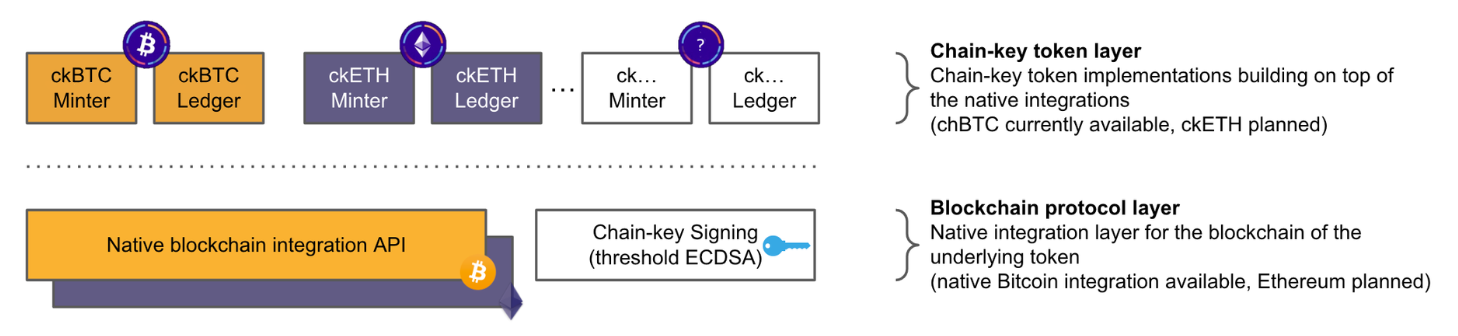 ckBTC Minter
ckBTC Ledger
ckETH Minter
ckETH Ledger
...
ck... Minter
?
ck... Ledger
Chain-key token layer
Chain-key token implementations building on top of
the native integrations
(chBTC currently available, ckETH planned)
Native blockchain integration API
Chain-key Signing
(threshold ECDSA)
Blockchain protocol layer
Native integration layer for the blockchain of the
underlying token
(native Bitcoin integration available, Ethereum planned)